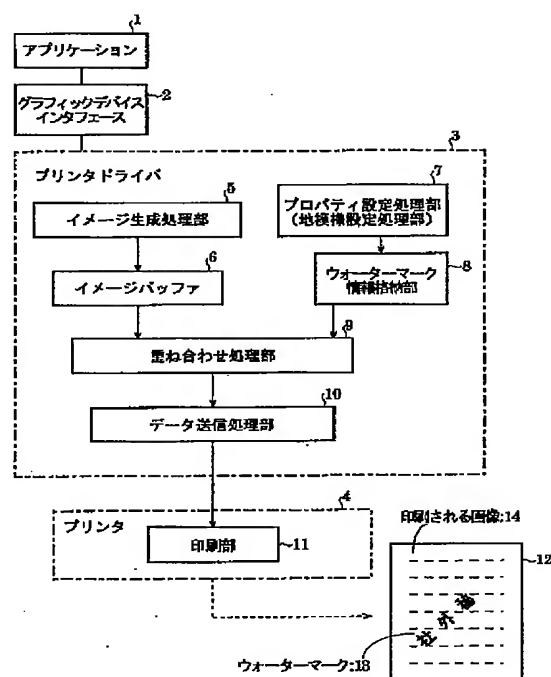 1
アプリケーション
2
グラフィックデバイス
インタフェース
3
プリンタドライバ
5
イメージ生成処理部
7
プロパティ設定処理部
(地模様設定処理部)
6
イメージバッファ
8
ウォーターマーク
情報格納部
9
重ね合わせ処理部
10
データ送信処理部
4
プリンタ
印刷部
11
印刷される画像:14
12
社外秘
ウォーターマーク:13